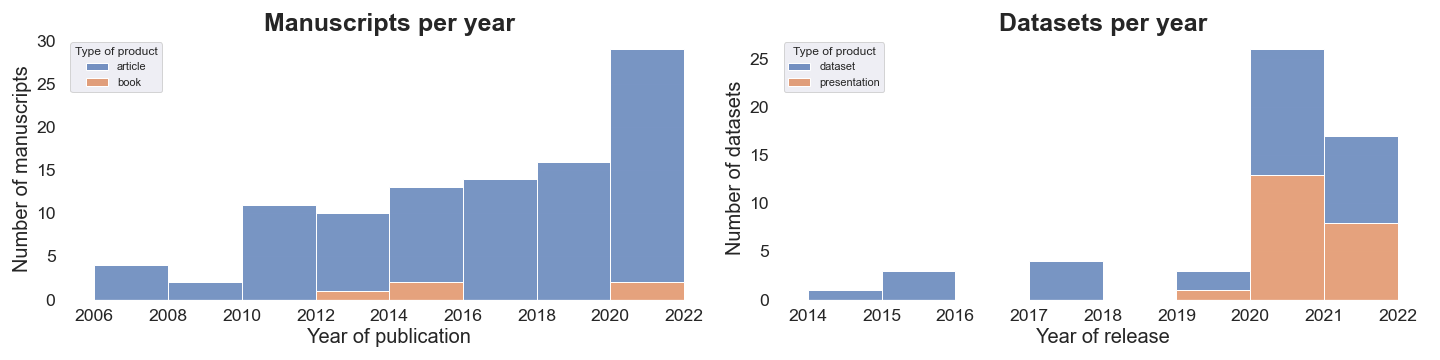 Manuscripts per year
Type of product
article
book
Number of manuscripts
30
25
20
15
10
5
0
2006 2008 2010 2012 2014 2016 2018 2020 2022
Year of publication
Datasets per year
Type of product
dataset
presentation
Number of datasets
25
20
15
10
5
0
2014 2015 2016 2017 2018 2019 2020 2021 2022
Year of release